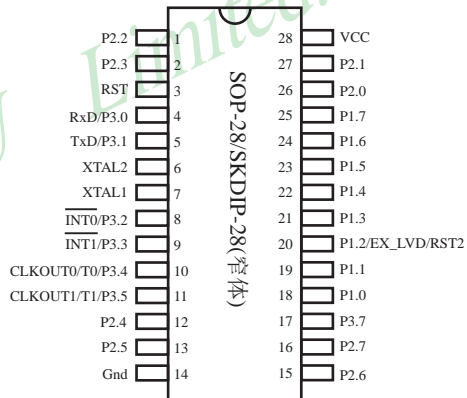 Limited.
P2.2 1 28 VCC
P2.3 2 27 P2.1
RST 3 26 P2.0
RxD/P3.0 4 25 P1.7
TxD/P3.1 5 24 P1.6
XTAL2 6 23 P1.5
XTAL1 7 22 P1.4
INT0/P3.2 8 21 P1.3
INT1/P3.3 9 20 P1.2/EX_LVD/RST2
CLKOUT0/T0/P3.4 10 19 P1.1
CLKOUT1/T1/P3.5 11 18 P1.0
P2.4 12 17 P3.7
P2.5 13 16 P2.7
Gnd 14 15 P2.6
SOP-28/SKDIP-28(窄体)